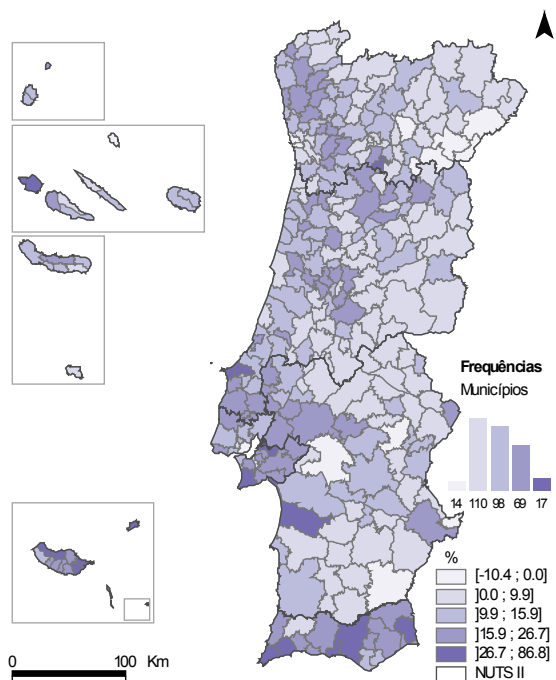 Frequências
Municípios
14 110 98 69 17
%
[-10.4 ; 0.0]
]0.0 ; 9.9]
]9.9 ; 15.9]
]15.9 ; 26.7]
]26.7 ; 86.8]
NUTS II
0 100 Km